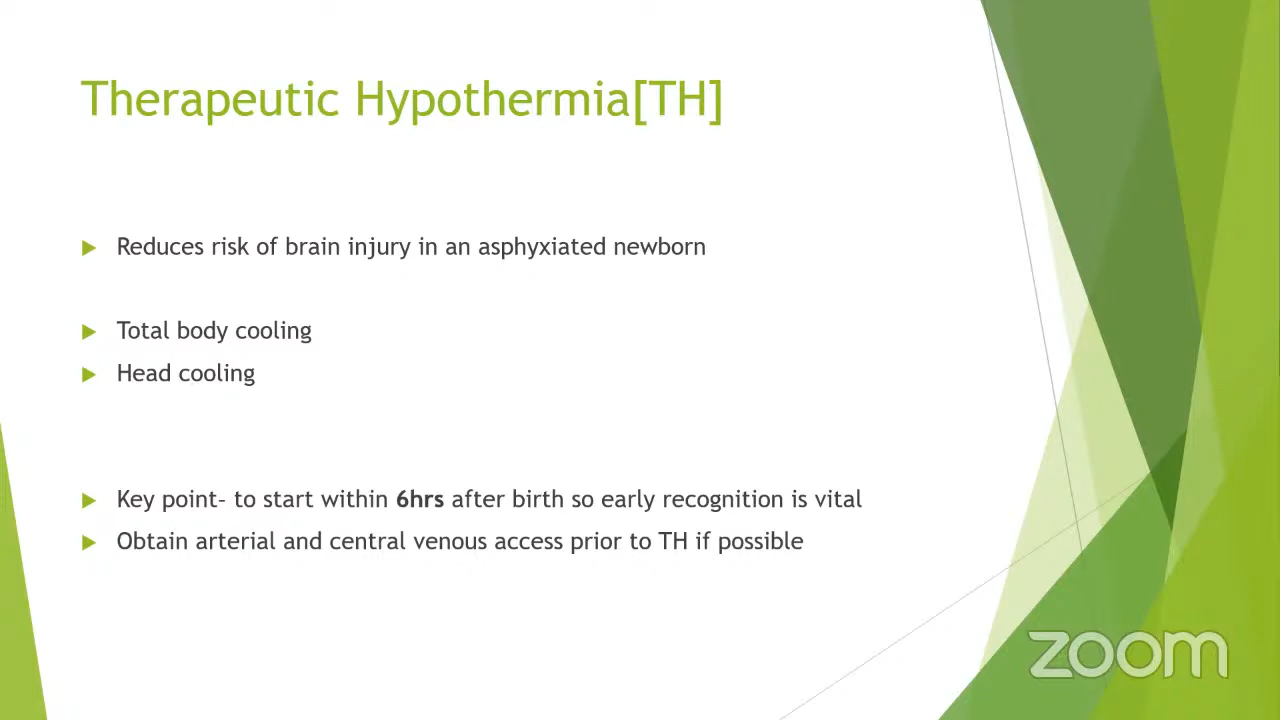 Therapeutic Hypothermia[TH]
Reduces risk of brain injury in an asphyxiated newborn
Total body cooling
Head cooling
Key point– to start within 6hrs after birth so early recognition is vital
Obtain arterial and central venous access prior to TH if possible
zoom